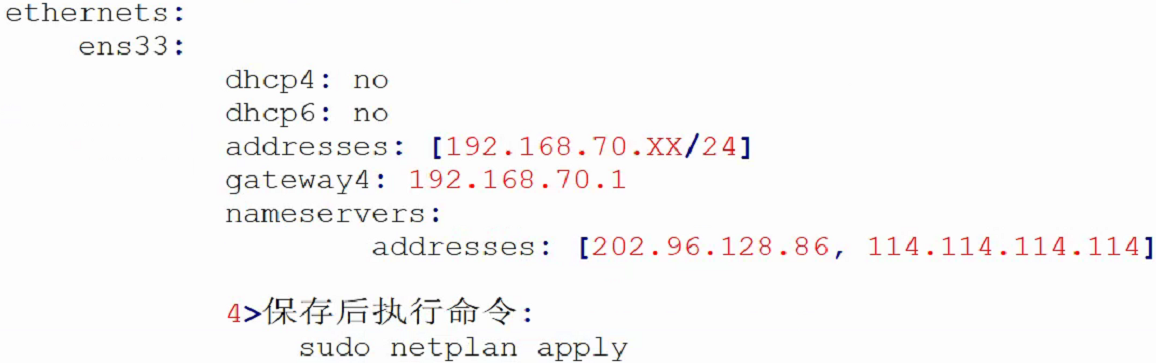 ethernets:
ens33:
dhcp4: no
dhcp6: no
addresses: [192.168.70.XX/24]
gateway4: 192.168.70.1
nameservers:
addresses: [202.96.128.86, 114.114.114.114]
4>保存后执行命令:
sudo netplan apply